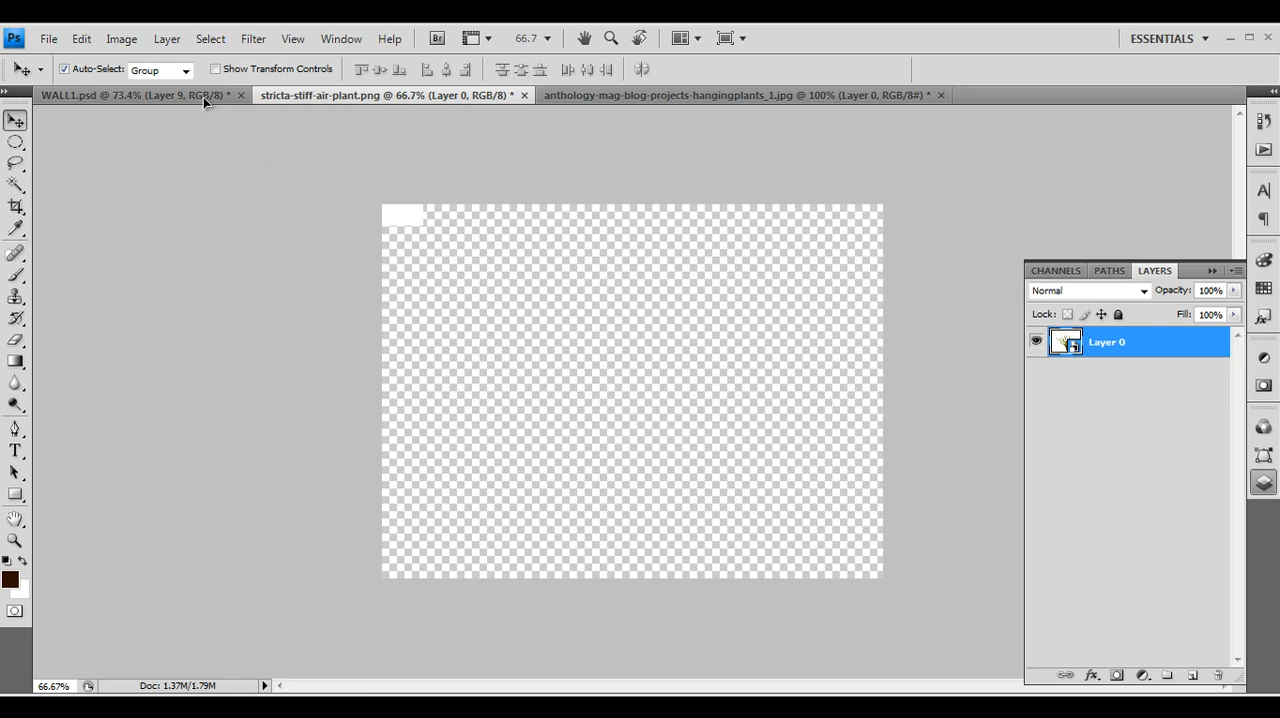 Ps File Edit Image Layer Select Filter View Window Help Br 66.7 ESSENTIALS
Auto-Select: Group Show Transform Controls
WALL1.psd @ 73.4% (Layer 9, RGB/8) * stricta-stiff-air-plant.png @ 66.7% (Layer 0, RGB/8) * anthology-mag-blog-projects-hangingplants_1.jpg @ 100% (Layer 0, RGB/8#) *
CHANNELS PATHS LAYERS
Normal Opacity: 100%
Lock: Fill: 100%
Layer 0
66.67% Doc: 1.37M/1.79M